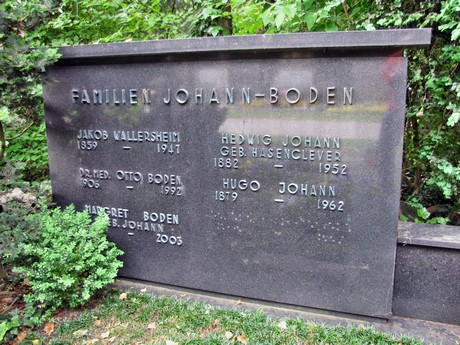 FAMILIEN JOHANN-BODEN
JAKOB WALLERSHEIM
1859 - 1947
DR. MED. OTTO BODEN
1906 - 1992
MARGRET BODEN
B. JOHANN
- 2003
HEDWIG JOHANN
GEB. HASENCLEVER
1882 - 1952
HUGO JOHANN
1879 - 1962